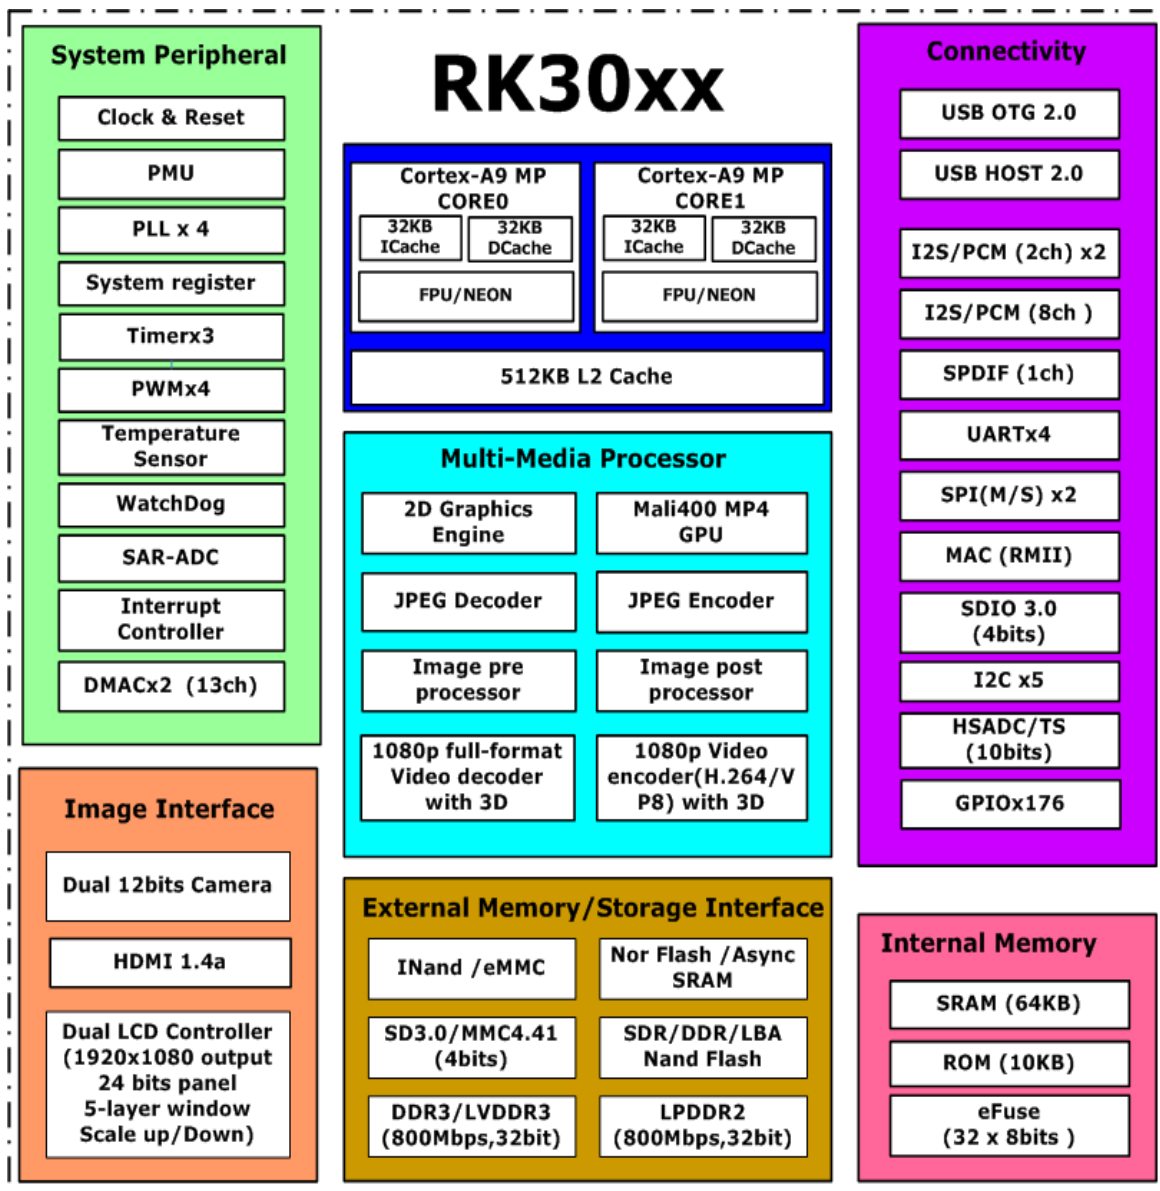 RK30xx
System Peripheral
Clock & Reset
PMU
PLL x 4
System register
Timerx3
PWMx4
Temperature
Sensor
WatchDog
SAR-ADC
Interrupt
Controller
DMACx2 (13ch)
Image Interface
Dual 12bits Camera
HDMI 1.4a
Dual LCD Controller
(1920x1080 output
24 bits panel
5-layer window
Scale up/Down)
Cortex-A9 MP
CORE0
32KB
ICache
32KB
DCache
FPU/NEON
Cortex-A9 MP
CORE1
32KB
ICache
32KB
DCache
FPU/NEON
512KB L2 Cache
Multi-Media Processor
2D Graphics
Engine
Mali400 MP4
GPU
JPEG Decoder
JPEG Encoder
Image pre
processor
Image post
processor
1080p full-format
Video decoder
with 3D
1080p Video
encoder(H.264/V
P8) with 3D
External Memory/Storage Interface
INand /eMMC
Nor Flash /Async
SRAM
SD3.0/MMC4.41
(4bits)
SDR/DDR/LBA
Nand Flash
DDR3/LVDDR3
(800Mbps,32bit)
LPDDR2
(800Mbps,32bit)
Connectivity
USB OTG 2.0
USB HOST 2.0
I2S/PCM (2ch) x2
I2S/PCM (8ch )
SPDIF (1ch)
UARTx4
SPI(M/S) x2
MAC (RMII)
SDIO 3.0
(4bits)
I2C x5
HSADC/TS
(10bits)
GPIOx176
Internal Memory
SRAM (64KB)
ROM (10KB)
eFuse
(32 x 8bits )